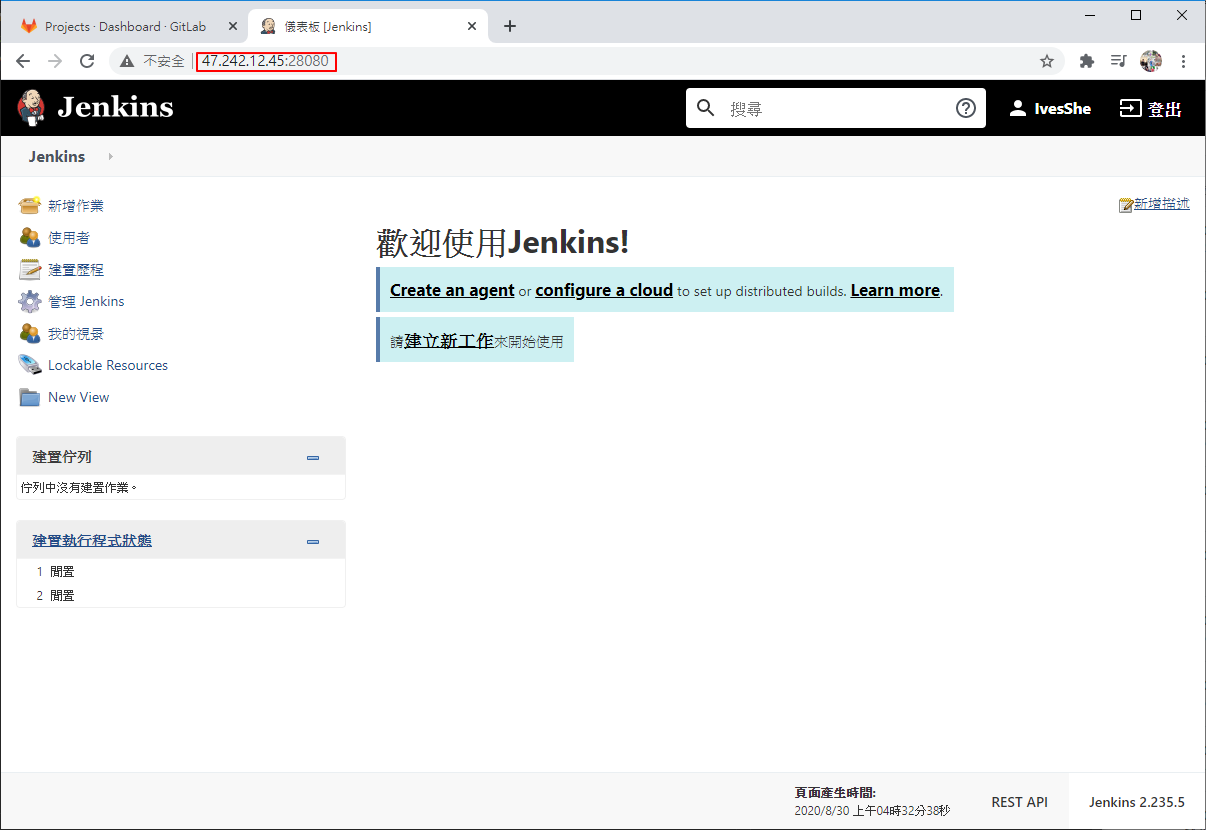 Projects · Dashboard · GitLab
儀表板 [Jenkins]
不安全 47.242.12.45:28080
Jenkins
搜尋
IvesShe
登出
Jenkins
新增作業
使用者
建置歷程
管理 Jenkins
我的視景
Lockable Resources
New View
新增描述
歡迎使用Jenkins!
Create an agent or configure a cloud to set up distributed builds. Learn more.
請建立新工作來開始使用
建置佇列
佇列中沒有建置作業。
建置執行程式狀態
1 閒置
2 閒置
頁面產生時間:
2020/8/30 上午04時32分38秒
REST API
Jenkins 2.235.5